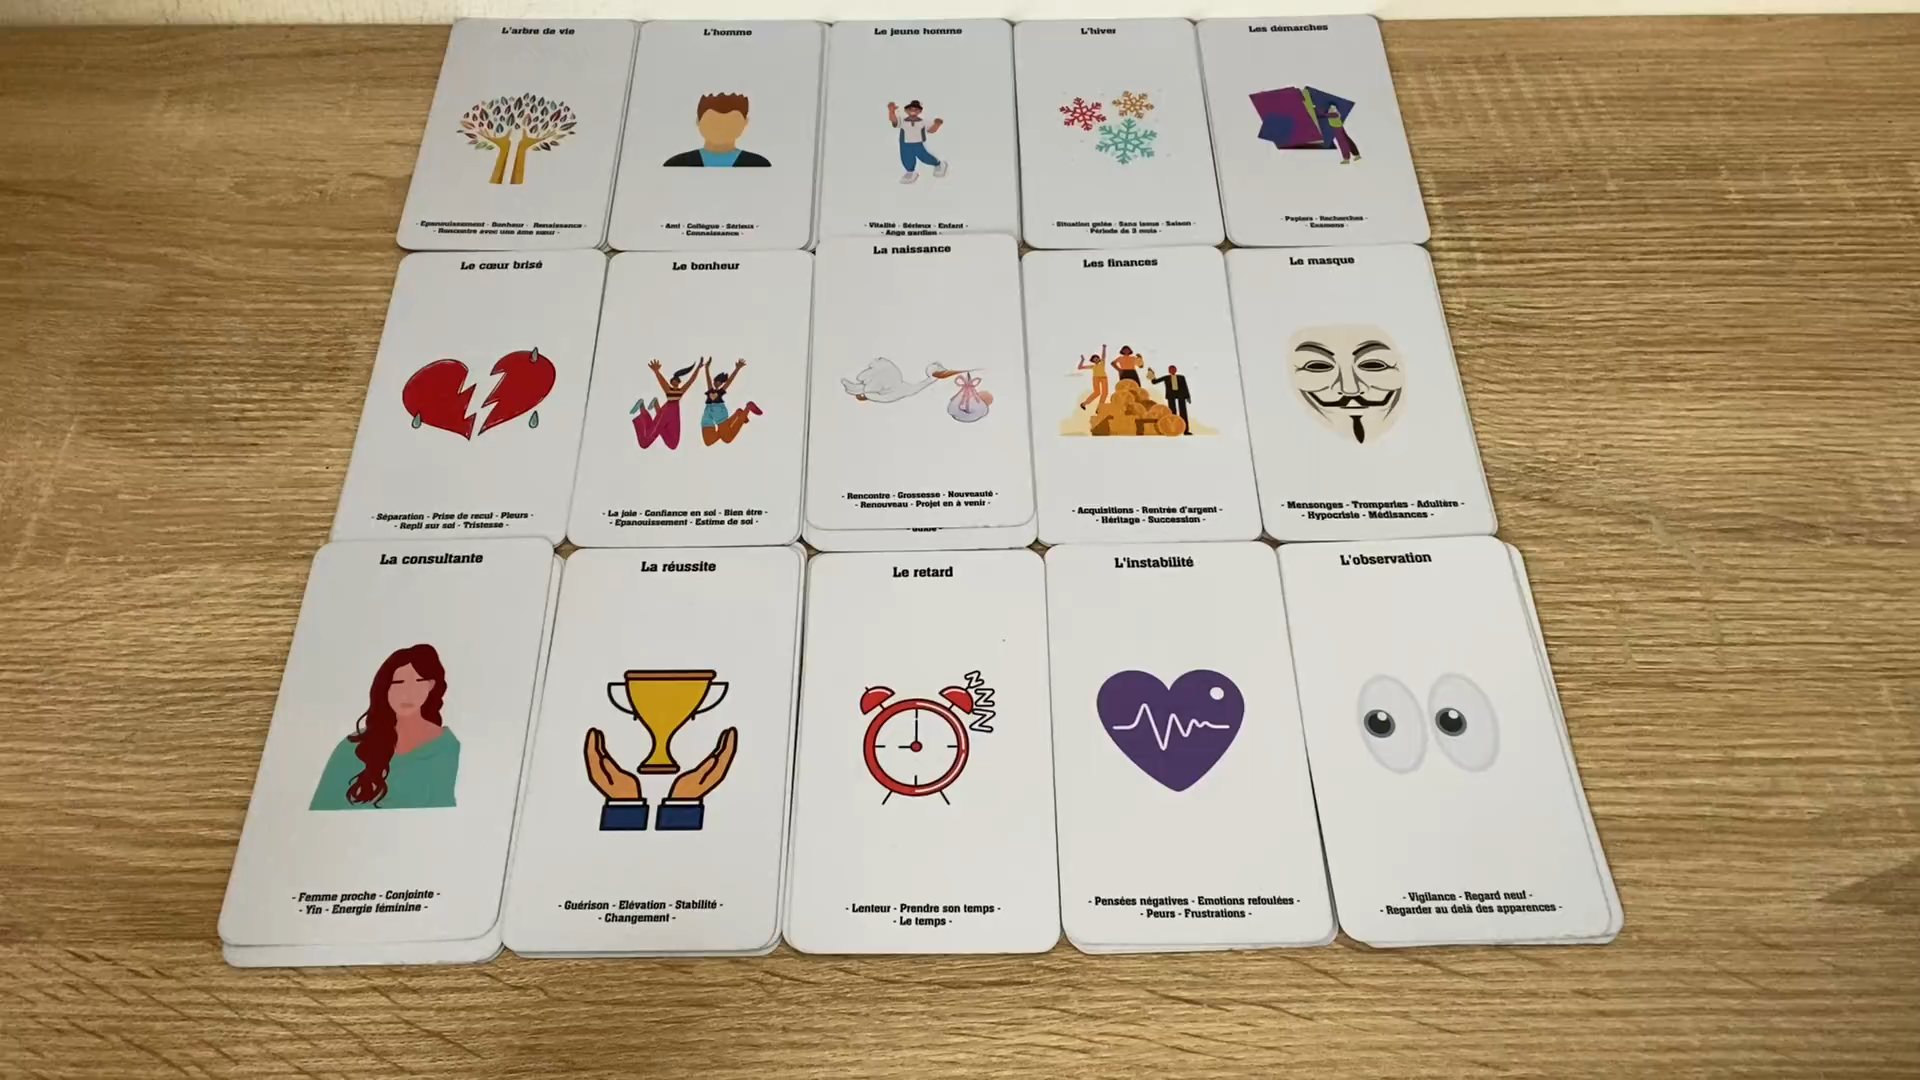 L'arbre de vie
- Epanouissement - Bonheur - Renaissance -
- Rencontre avec une âme sœur -
L'homme
- Ami - Collègue - Sérieux -
- Connaissance -
Le jeune homme
- Vitalité - Sérieux - Enfant -
- Ange gardien -
L'hiver
- Situation gelée - Sans issue - Saison -
- Période de 3 mois -
Les démarches
- Papiers - Recherches -
- Examens -
Le cœur brisé
- Séparation - Prise de recul - Pleurs -
- Repli sur soi - Tristesse -
Le bonheur
- La joie - Confiance en soi - Bien être -
- Epanouissement - Estime de soi -
La naissance
- Rencontre - Grossesse - Nouveauté -
- Renouveau - Projet en à venir -
Les finances
- Acquisitions - Rentrée d'argent -
- Héritage - Succession -
Le masque
- Mensonges - Tromperies - Adultère -
- Hypocrisie - Médisances -
La consultante
- Femme proche - Conjointe -
- Yin - Energie féminine -
La réussite
- Guérison - Elévation - Stabilité -
- Changement -
Le retard
zzzz
- Lenteur - Prendre son temps -
- Le temps -
L'instabilité
- Pensées négatives - Emotions refoulées -
- Peurs - Frustrations -
L'observation
- Vigilance - Regard neuf -
- Regarder au delà des apparences -